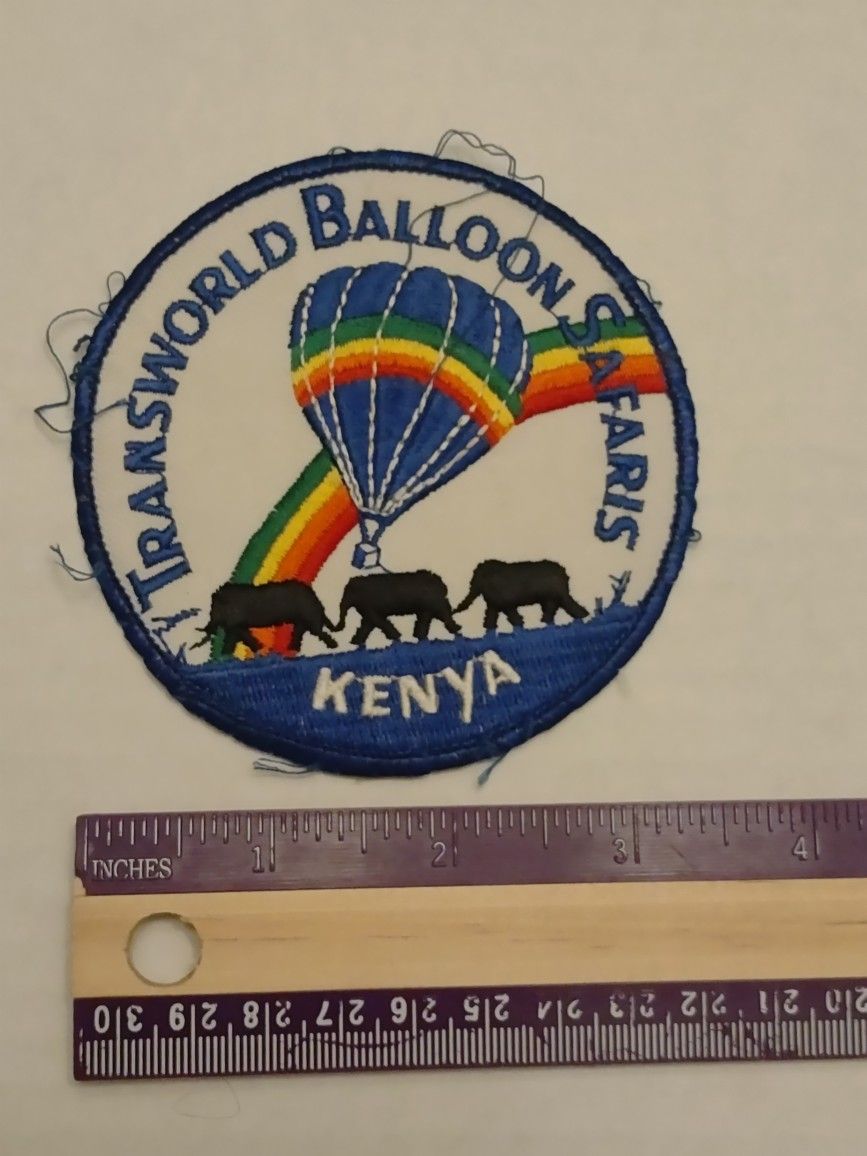 TRANSWORLD BALLOON SAFARIS
KENYA
1 2 3 4
INCHES
30 29 28 27 26 25 24 23 22 21 20